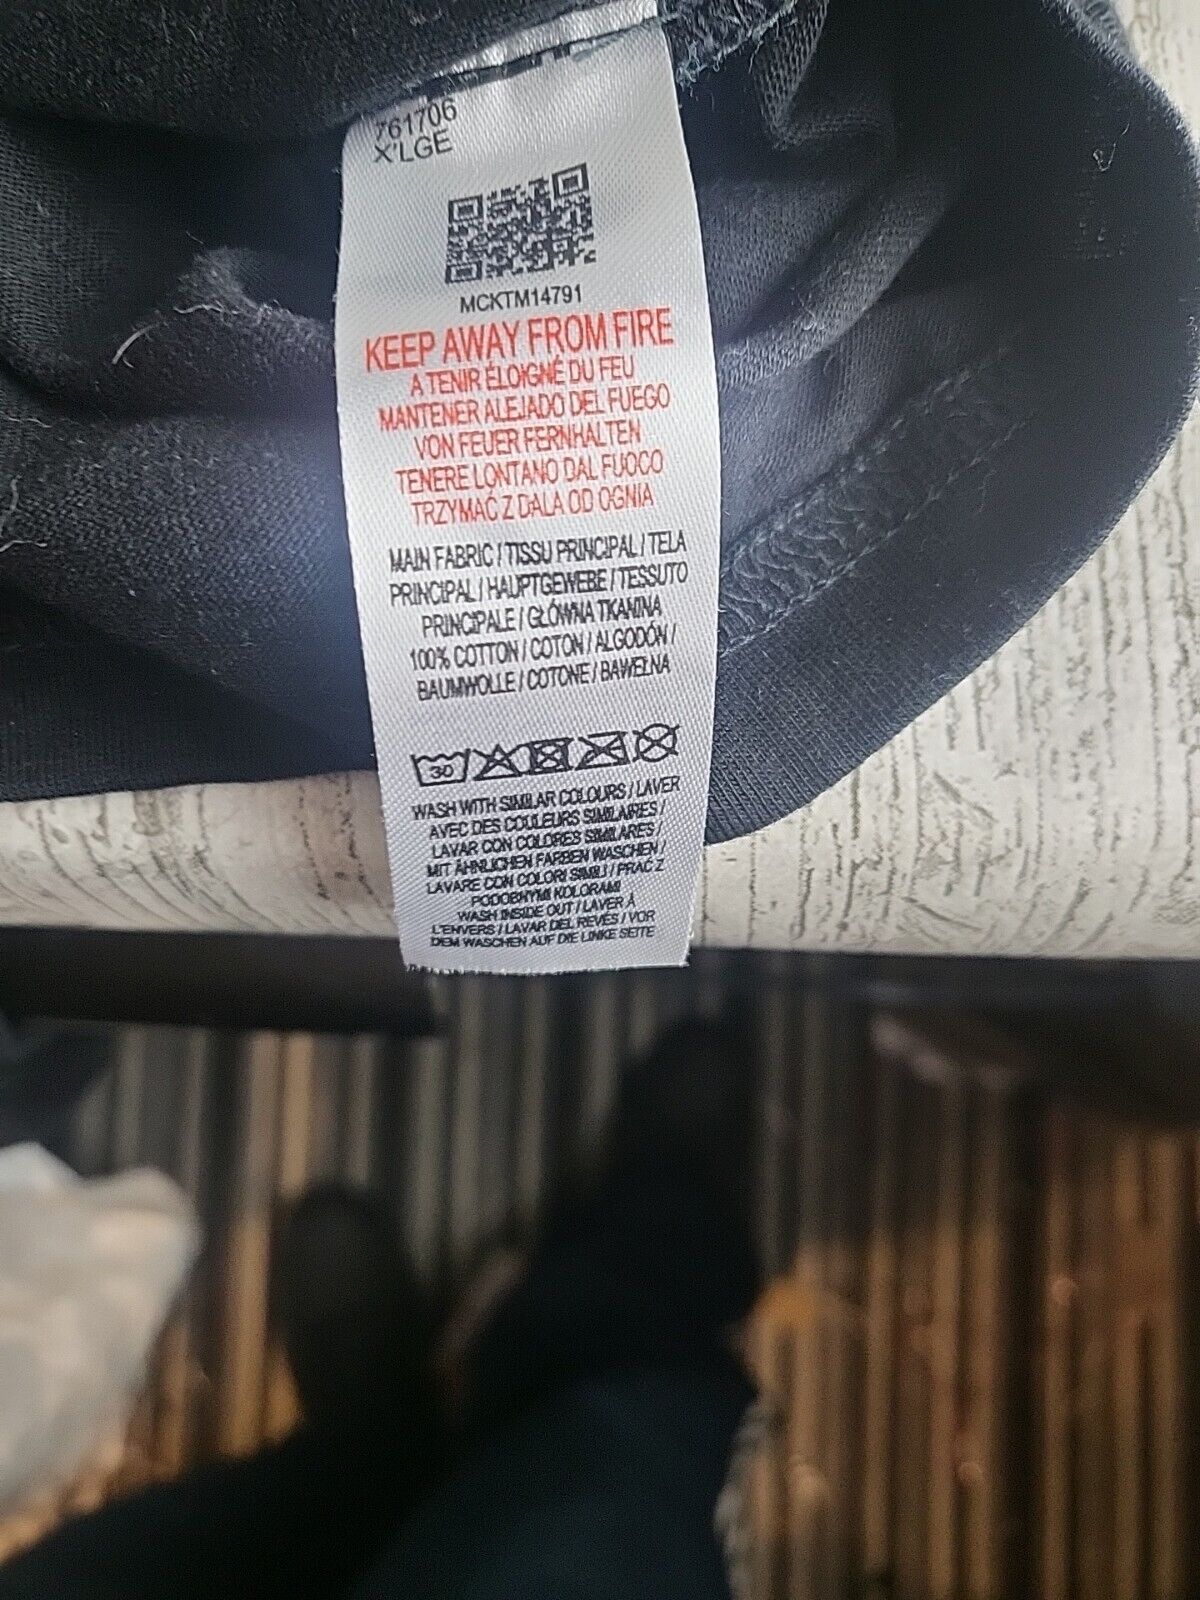 761706
X'LGE
MCKTM14791
KEEP AWAY FROM FIRE
A TENIR ÉLOIGNÉ DU FEU
MANTENER ALEJADO DEL FUEGO
VON FEUER FERNHALTEN
TENERE LONTANO DAL FUOCO
TRZYMAĆ Z DALA OD OGNIA
MAIN FABRIC / TISSU PRINCIPAL / TELA
PRINCIPAL / HAUPTGEWEBE / TESSUTO
PRINCIPALE / GŁÓWNA TKANINA
100% COTTON / COTON / ALGODÓN /
BAUMWOLLE / COTONE / BAWEŁNA
30
WASH WITH SIMILAR COLOURS / LAVER
AVEC DES COULEURS SIMILAIRES /
LAVAR CON COLORES SIMILARES /
MIT ÄHNLICHEN FARBEN WASCHEN /
LAVARE CON COLORI SIMILI / PRAĆ Z
PODOBNYMI KOLORAMI
WASH INSIDE OUT / LAVER À
L'ENVERS / LAVAR DEL REVÉS / VOR
DEM WASCHEN AUF DIE LINKE SEITE